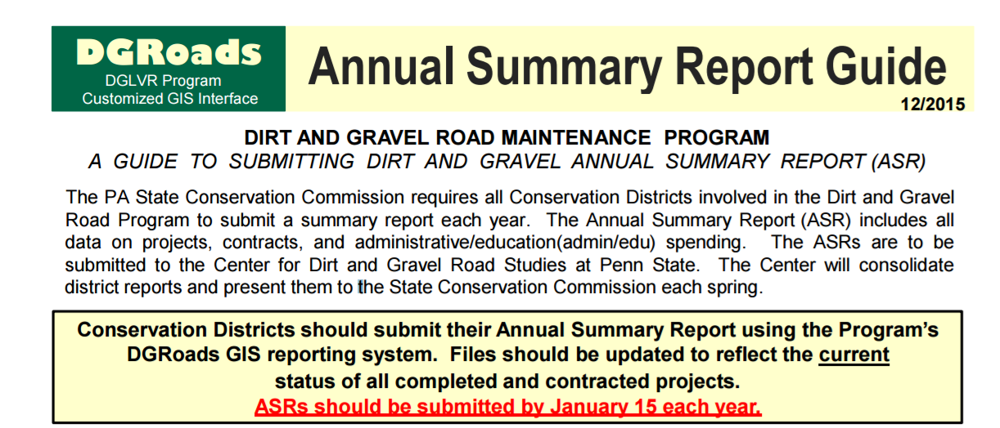 DGRoads
DGLVR Program
Customized GIS Interface
Annual Summary Report Guide
12/2015
DIRT AND GRAVEL ROAD MAINTENANCE PROGRAM
A GUIDE TO SUBMITTING DIRT AND GRAVEL ANNUAL SUMMARY REPORT (ASR)
The PA State Conservation Commission requires all Conservation Districts involved in the Dirt and Gravel
Road Program to submit a summary report each year. The Annual Summary Report (ASR) includes all
data on projects, contracts, and administrative/education(admin/edu) spending. The ASRs are to be
submitted to the Center for Dirt and Gravel Road Studies at Penn State. The Center will consolidate
district reports and present them to the State Conservation Commission each spring.
Conservation Districts should submit their Annual Summary Report using the Program's
DGRoads GIS reporting system. Files should be updated to reflect the current
status of all completed and contracted projects.
ASRs should be submitted by January 15 each year.